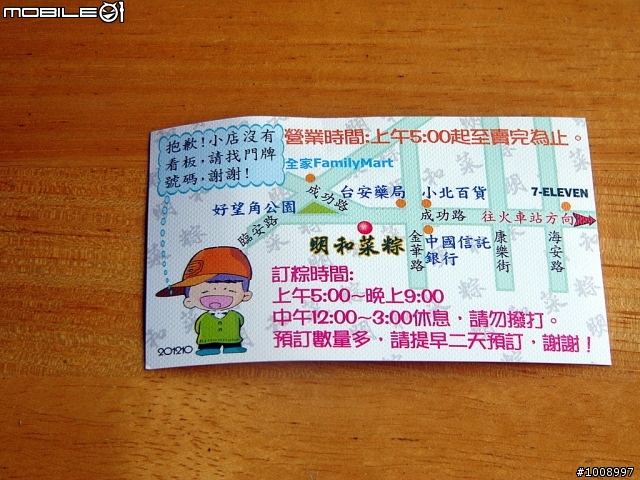 MOBILE01
抱歉!小店沒有
看板,請找門牌
號碼,謝謝!
營業時間:上午5:00起至賣完為止。
全家FamilyMart
好望角公園
成功路
台安藥局
小北百貨
7-ELEVEN
臨安路
成功路
往火車站方向
明和菜粽
金華路
中國信託
銀行
康樂街
海安路
訂粽時間:
上午5:00~晚上9:00
中午12:00~3:00休息,請勿撥打。
預訂數量多,請提早二天預訂,謝謝!
201210
#1008997